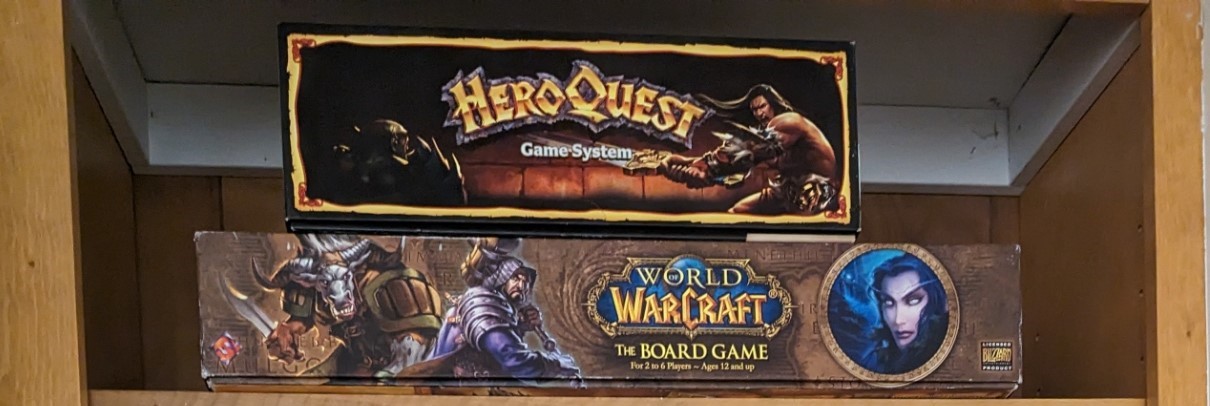 HEROQUEST
Game System
WORLD OF
WARCRAFT®
THE BOARD GAME
For 2 to 6 Players ~ Ages 12 and up
LICENSED
BLIZZARD
PRODUCT